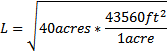 L = √(40acres * 43560ft² / 1acre)